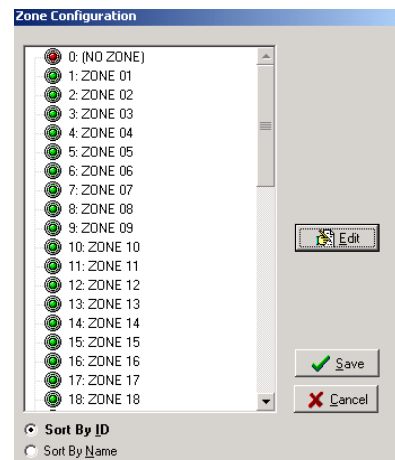 Zone Configuration
0: (NO ZONE)
1: ZONE 01
2: ZONE 02
3: ZONE 03
4: ZONE 04
5: ZONE 05
6: ZONE 06
7: ZONE 07
8: ZONE 08
9: ZONE 09
10: ZONE 10
11: ZONE 11
12: ZONE 12
13: ZONE 13
14: ZONE 14
15: ZONE 15
16: ZONE 16
17: ZONE 17
18: ZONE 18
Edit
Save
Cancel
Sort By ID
Sort By Name